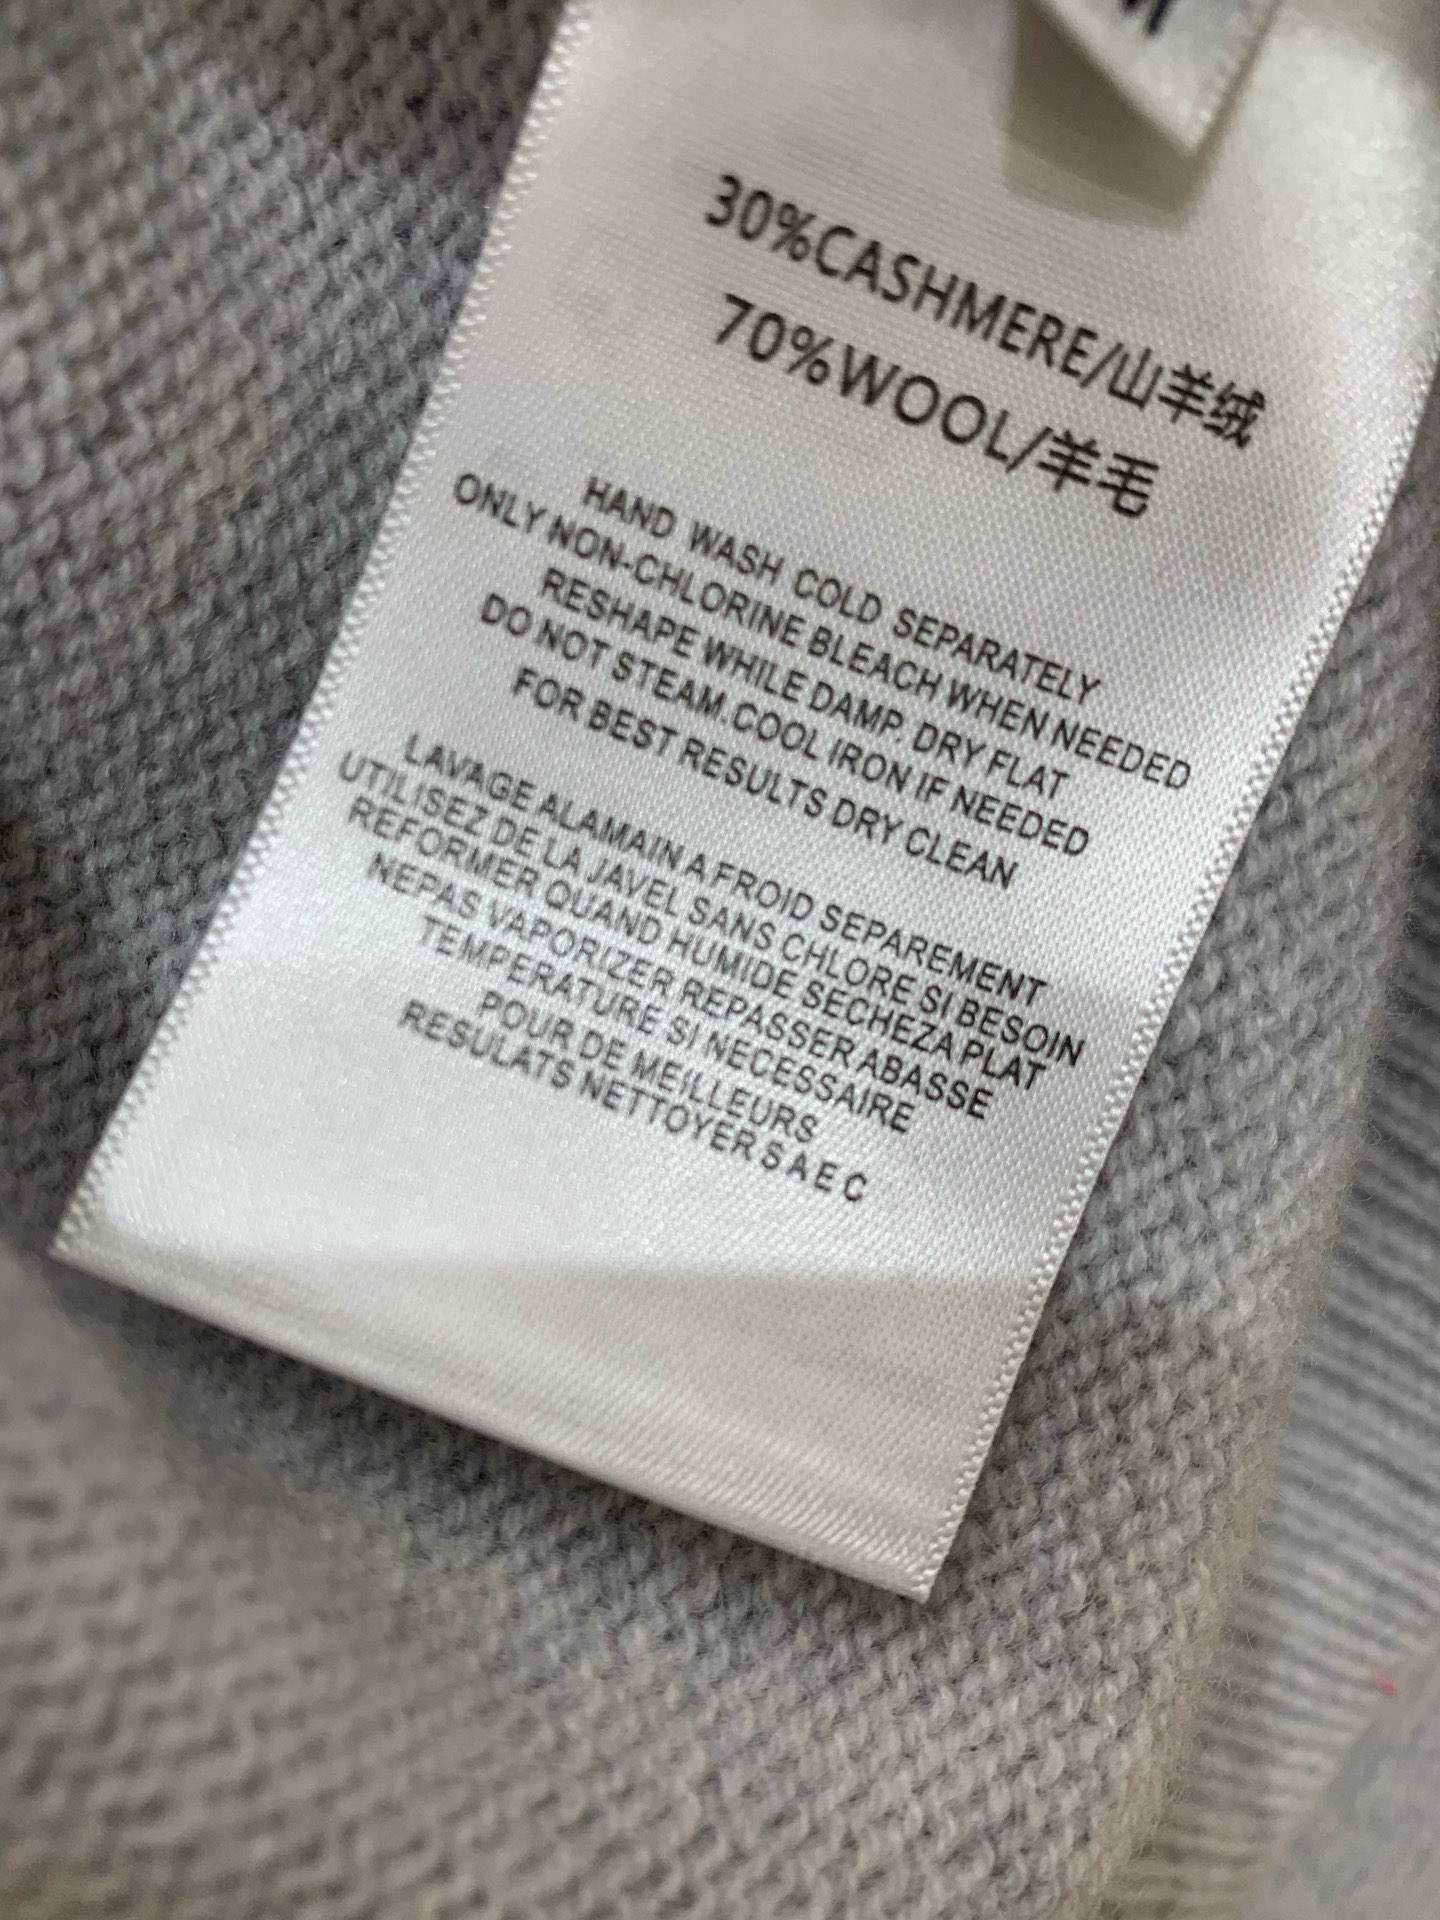 30%CASHMERE/山羊绒
70%WOOL/羊毛
HAND WASH COLD SEPARATELY
ONLY NON-CHLORINE BLEACH WHEN NEEDED
RESHAPE WHILE DAMP. DRY FLAT
DO NOT STEAM.COOL IRON IF NEEDED
FOR BEST RESULTS DRY CLEAN
LAVAGE ALAMAIN A FROID SEPAREMENT
UTILISEZ DE LA JAVEL SANS CHLORE SI BESOIN
REFORMER QUAND HUMIDE SECHEZA PLAT
NEPAS VAPORIZER REPASSER ABASSE
TEMPERATURE SI NECESSAIRE
POUR DE MEILLEURS
RESULATS NETTOYER S A E C